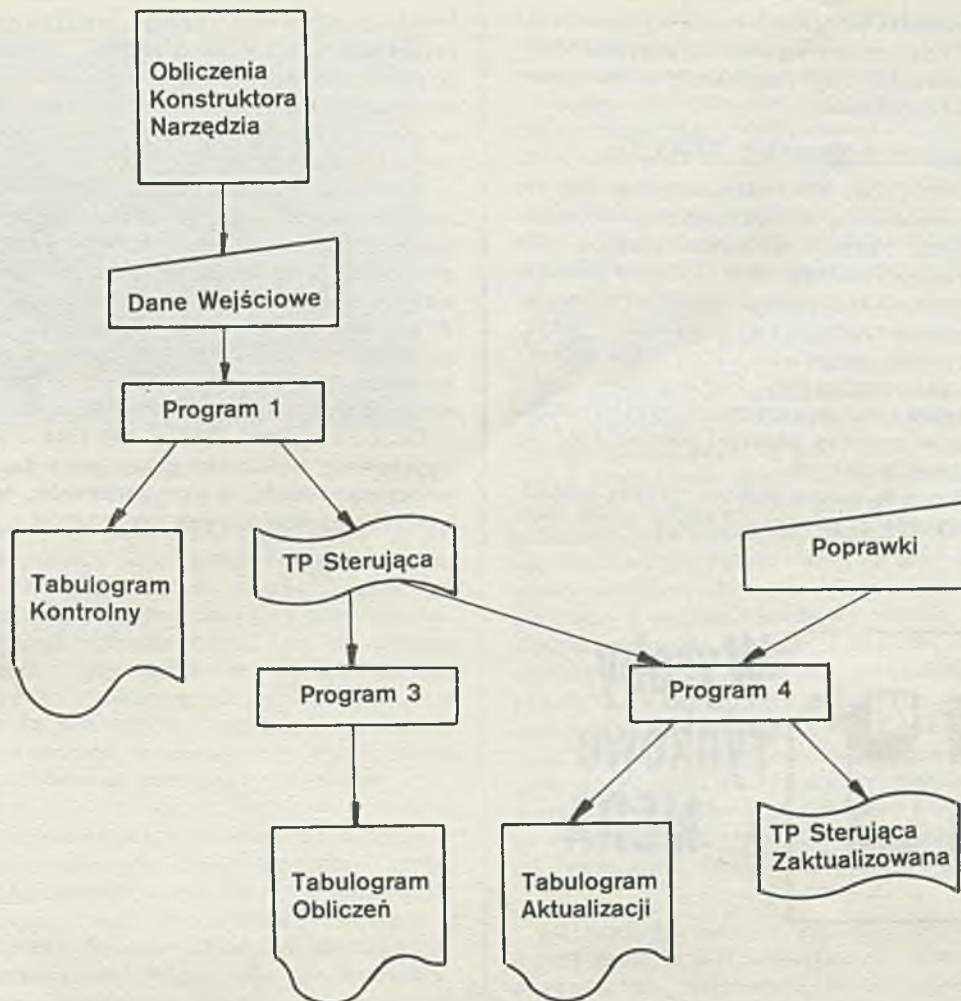 Obliczenia
Konstruktora
Narzędzia
Dane Wejściowe
Program 1
Tabulogram
Kontrolny
TP Sterująca
Poprawki
Program 3
Program 4
Tabulogram
Obliczeń
Tabulogram
Aktualizacji
TP Sterująca
Zaktualizowana